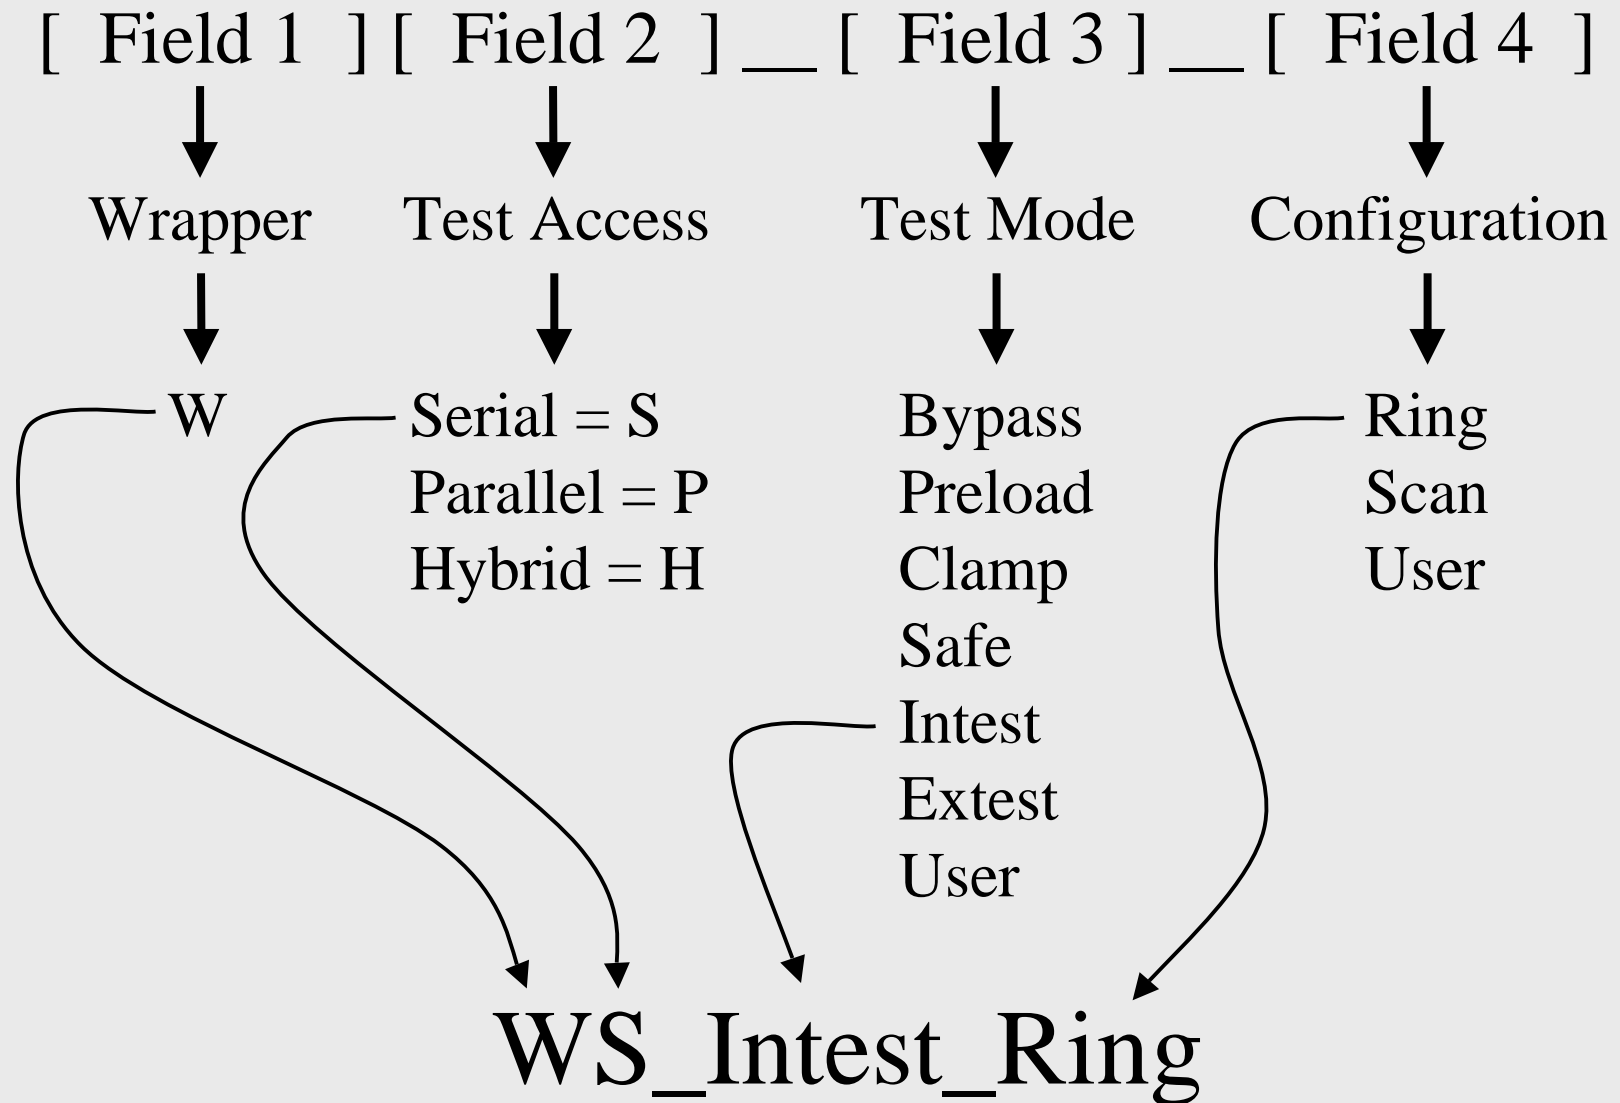 [ Field 1 ] [ Field 2 ] __ [ Field 3 ] __ [ Field 4 ]
Wrapper Test Access Test Mode Configuration
W Serial = S Bypass Ring
Parallel = P Preload Scan
Hybrid = H Clamp User
Safe
Intest
Extest
User
WS_Intest_Ring